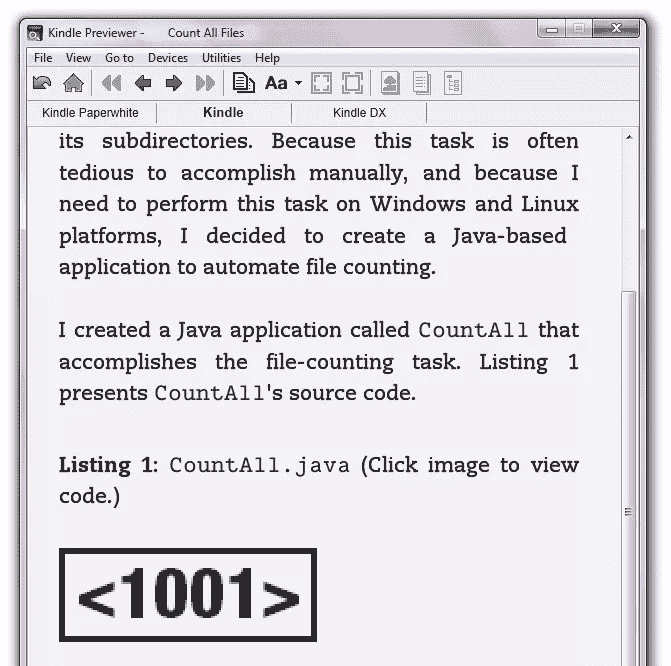 Kindle Previewer - Count All Files
File View Go to Devices Utilities Help
Aa
Kindle Paperwhite Kindle Kindle DX
its subdirectories. Because this task is often
tedious to accomplish manually, and because I
need to perform this task on Windows and Linux
platforms, I decided to create a Java-based
application to automate file counting.
I created a Java application called CountAll that
accomplishes the file-counting task. Listing 1
presents CountAll's source code.
Listing 1: CountAll.java (Click image to view
code.)
<1001>